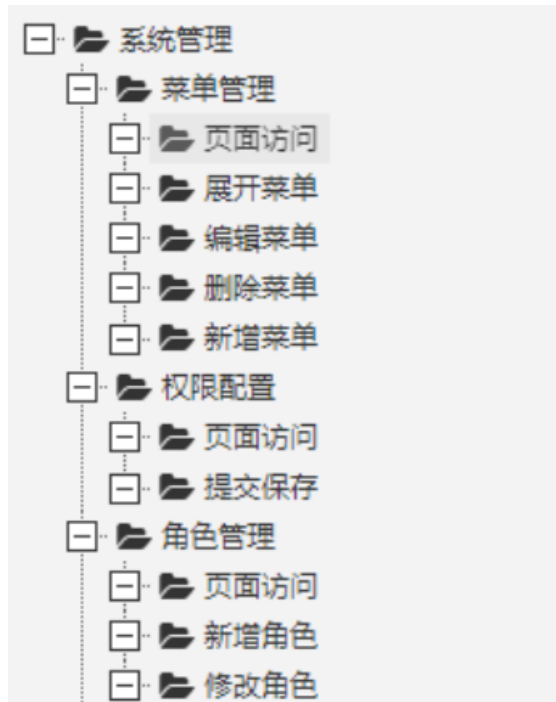 系统管理
菜单管理
页面访问
展开菜单
编辑菜单
删除菜单
新增菜单
权限配置
页面访问
提交保存
角色管理
页面访问
新增角色
修改角色